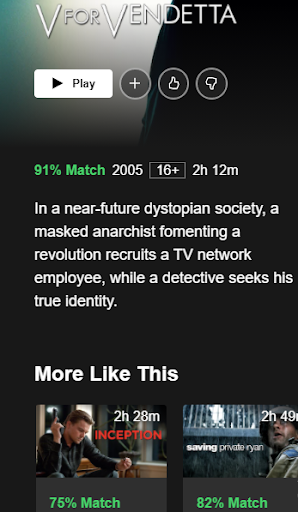 V FOR VENDETTA
Play
91% Match 2005 16+ 2h 12m
In a near-future dystopian society, a
masked anarchist fomenting a
revolution recruits a TV network
employee, while a detective seeks his
true identity.
More Like This
2h 28m
INCEPTION
75% Match
saving private ryan
82% Match